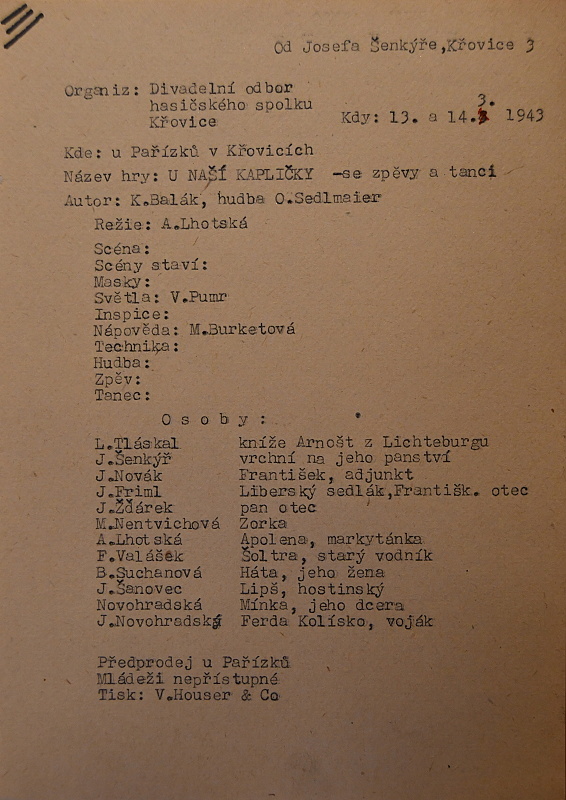 Od Josefa Šenkýře,Křovice 3
Organiz: Divadelní odbor
hasičského spolku
Křovice
Kdy: 13. a 14. 3. 1943
Kde: u Pařízků v Křovicích
Název hry: U NAŠÍ KAPLIČKY -se zpěvy a tanci
Autor: K.Balák, hudba O.Sedlmaier
Režie: A.Lhotská
Scéna:
Scény staví:
Masky:
Světla: V.Pumr
Inspice:
Nápověda: M.Burketová
Technika:
Hudba:
Zpěv:
Tanec:
O s o b y :
L.Tláskal kníže Arnošt z Lichteburgu
J.Šenkýř vrchní na jeho panství
J.Novák František, adjunkt
J.Friml Liberský sedlák,Františk. otec
J.Žďárek pan otec
M.Nentvichová Zorka
A.Lhotská Apolena, markytánka
F.Valášek Šoltra, starý vodník
B.Suchanová Háta, jeho žena
J.Šanovec Lipš, hostinský
Novohradská Mínka, jeho dcera
J.Novohradský Ferda Kolísko, voják
Předprodej u Pařízků
Mládeži nepřístupné
Tisk: V.Houser & Co